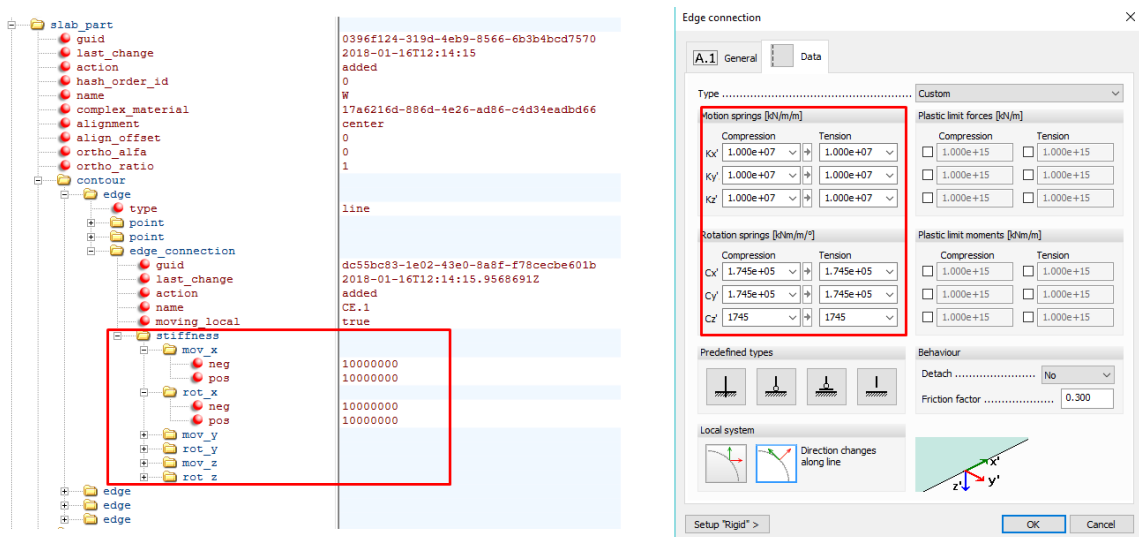 slab_part
guid 0396f124-319d-4eb9-8566-6b3b4bcd7570
last_change 2018-01-16T12:14:15
action added
hash_order_id 0
name W
complex_material 17a6216d-886d-4e26-ad86-c4d34eadbd66
alignment center
align_offset 0
ortho_alfa 0
ortho_ratio 1
contour
edge
type line
point
point
edge_connection
guid dc55bc83-1e02-43e0-8a8f-f78cecbe601b
last_change 2018-01-16T12:14:15.9568691Z
action added
name CE.1
moving_local true
stiffness
mov_x
neg 10000000
pos 10000000
rot_x
neg 10000000
pos 10000000
mov_y
rot_y
mov_z
rot_z
edge
edge
edge
Edge connection
A.1 General Data
Type Custom
Motion springs [kN/m/m] Plastic limit forces [kN/m]
Compression Tension Compression Tension
Kx' 1.000e+07 1.000e+07 1.000e+15 1.000e+15
Ky' 1.000e+07 1.000e+07 1.000e+15 1.000e+15
Kz' 1.000e+07 1.000e+07 1.000e+15 1.000e+15
Rotation springs [kNm/m/°] Plastic limit moments [kNm/m]
Compression Tension Compression Tension
Cx' 1.745e+05 1.745e+05 1.000e+15 1.000e+15
Cy' 1.745e+05 1.745e+05 1.000e+15 1.000e+15
Cz' 1745 1745 1.000e+15 1.000e+15
Predefined types Behaviour
Detach No
Friction factor 0.300
Local system
Direction changes
along line
x'
y'
z'
Setup "Rigid" > OK Cancel